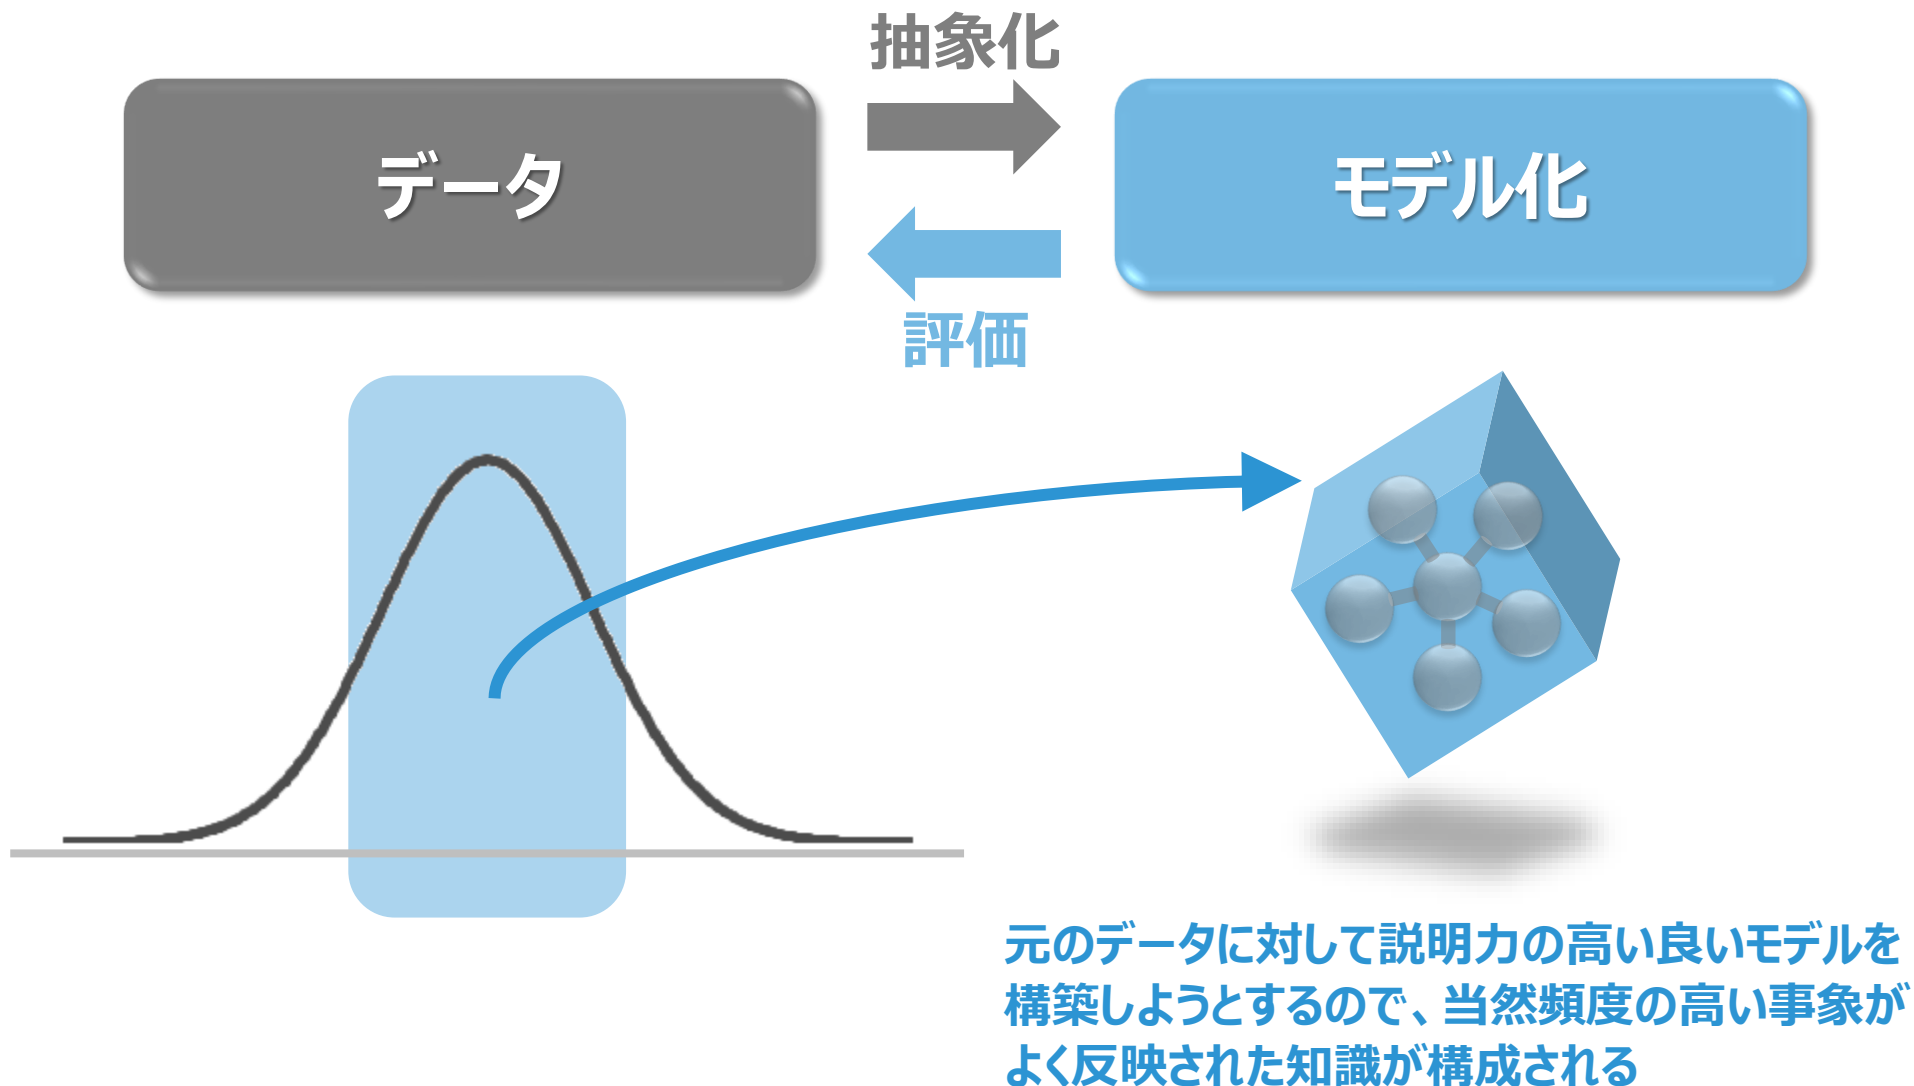 抽象化
データ
モデル化
評価
元のデータに対して説明力の高い良いモデルを
構築しようとするので、当然頻度の高い事象が
よく反映された知識が構成される